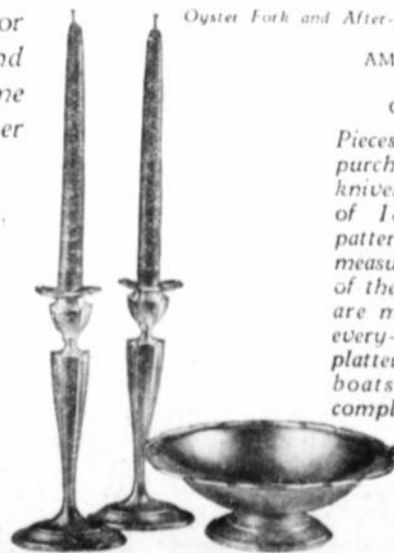 or
nd
ne
er
Oyster Fork and After-
AM
Pieces
purch
knive
of 18
patter
measu
of the
are m
every-
platter
boats
compl